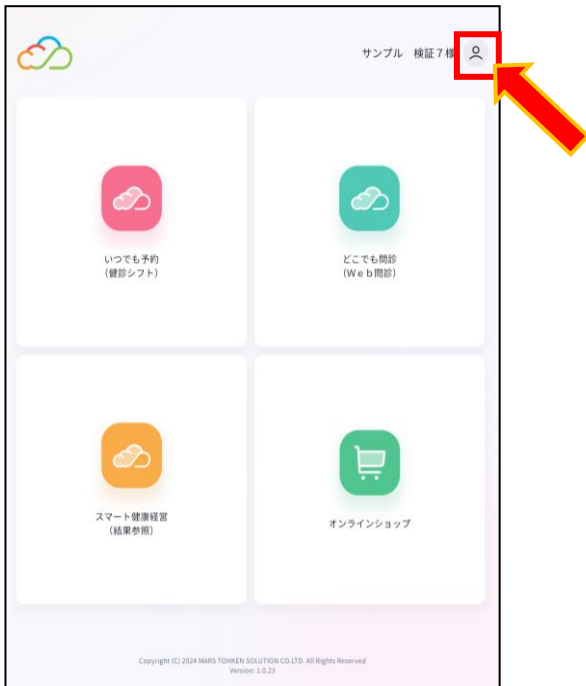 サンプル　検証７様
いつでも予約
（健診シフト）
どこでも問診
（Ｗｅｂ問診）
スマート健康経営
（結果参照）
オンラインショップ
Copyright (C) 2024 MARS TOHKEN SOLUTION CO.LTD. All Rights Reserved
Version: 1.0.23